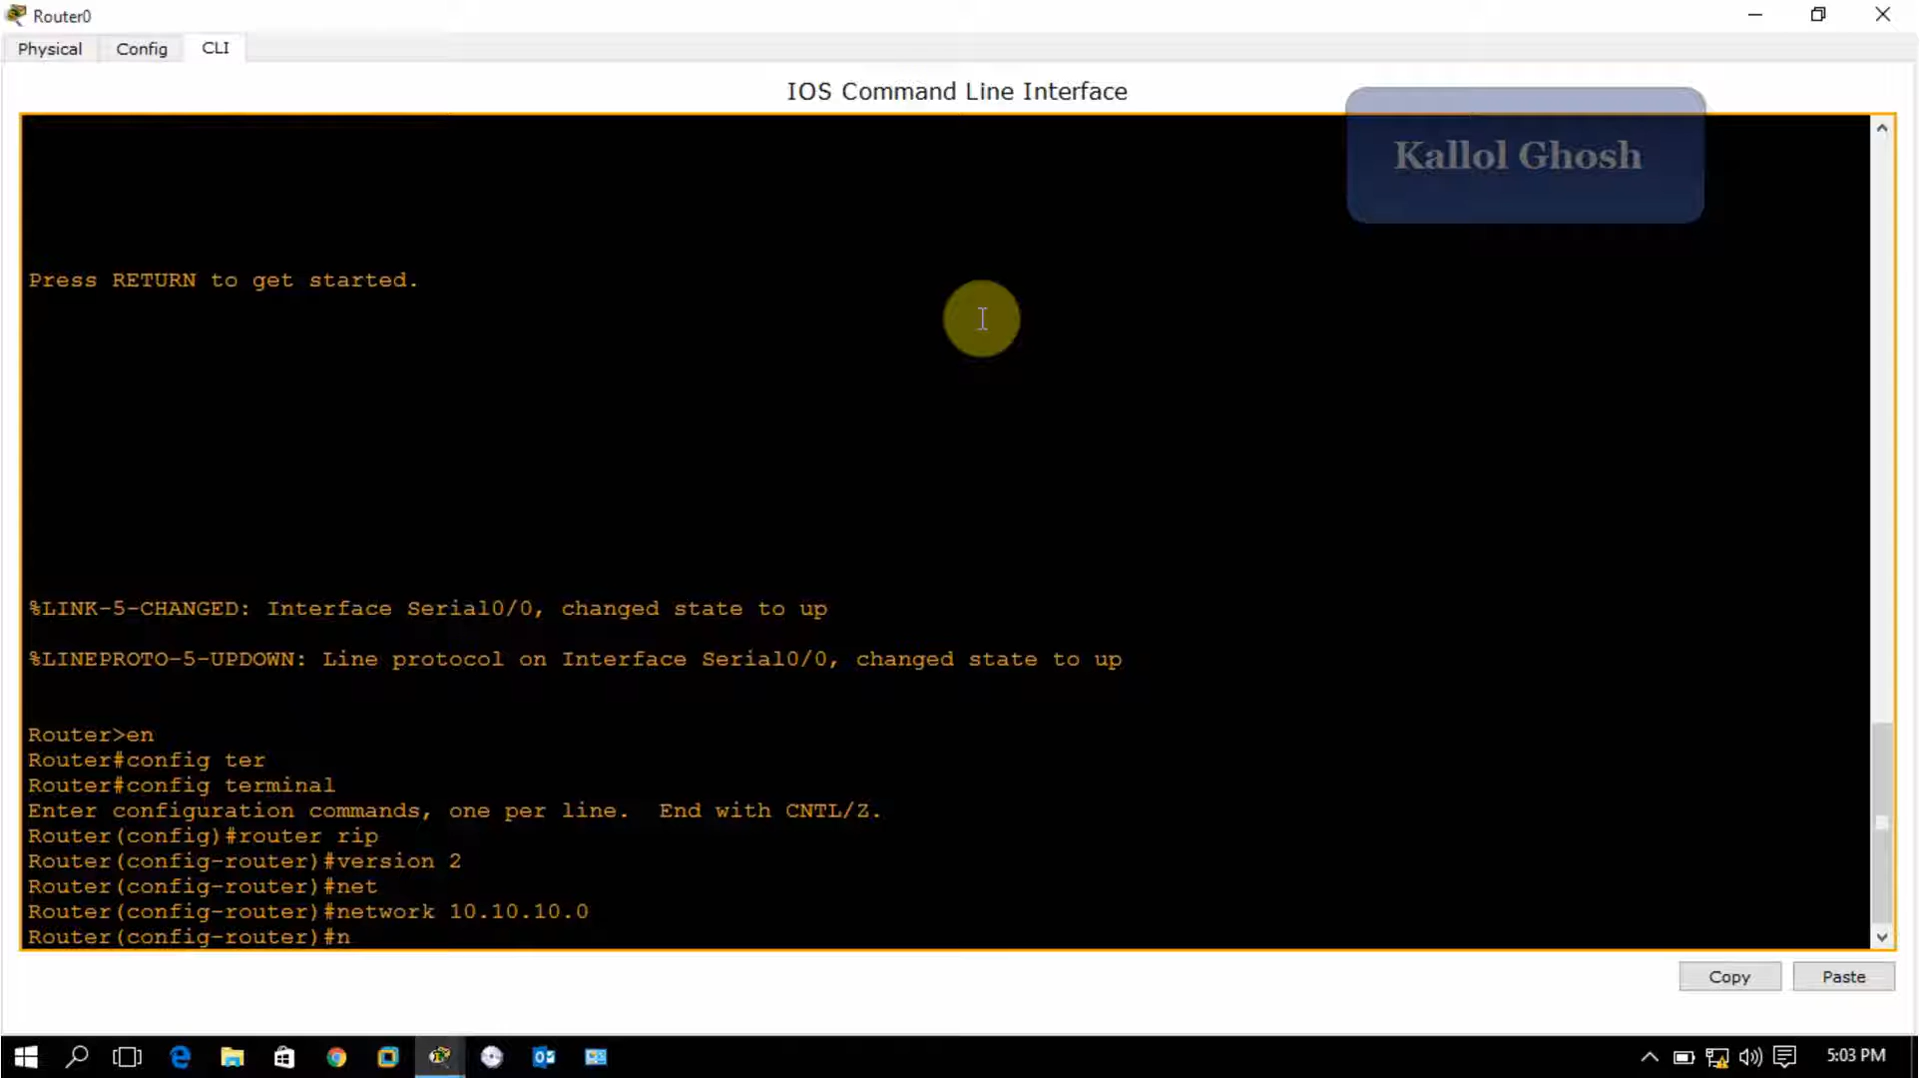 Router0
Physical Config CLI
IOS Command Line Interface
Kallol Ghosh
Press RETURN to get started.
%LINK-5-CHANGED: Interface Serial0/0, changed state to up
%LINEPROTO-5-UPDOWN: Line protocol on Interface Serial0/0, changed state to up
Router>en
Router#config ter
Router#config terminal
Enter configuration commands, one per line.  End with CNTL/Z.
Router(config)#router rip
Router(config-router)#version 2
Router(config-router)#net
Router(config-router)#network 10.10.10.0
Router(config-router)#n
Copy Paste
5:03 PM